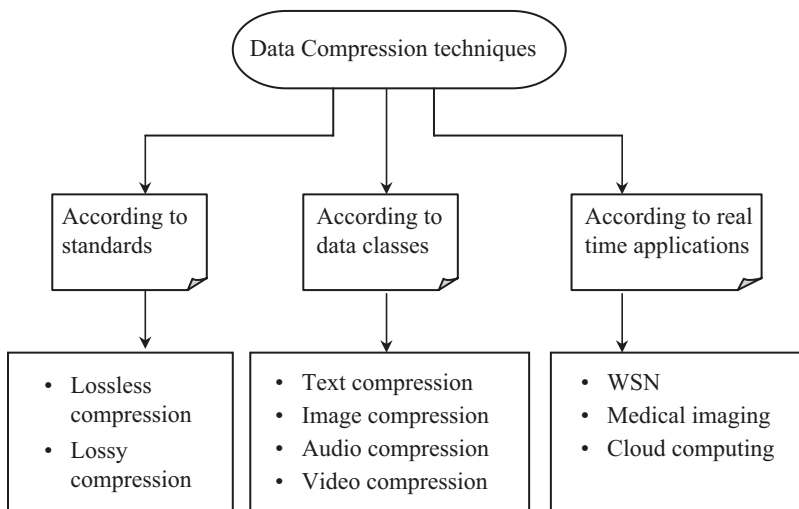 Data Compression techniques
According to
standards
According to
data classes
According to real
time applications
• Lossless
compression
• Lossy
compression
• Text compression
• Image compression
• Audio compression
• Video compression
• WSN
• Medical imaging
• Cloud computing